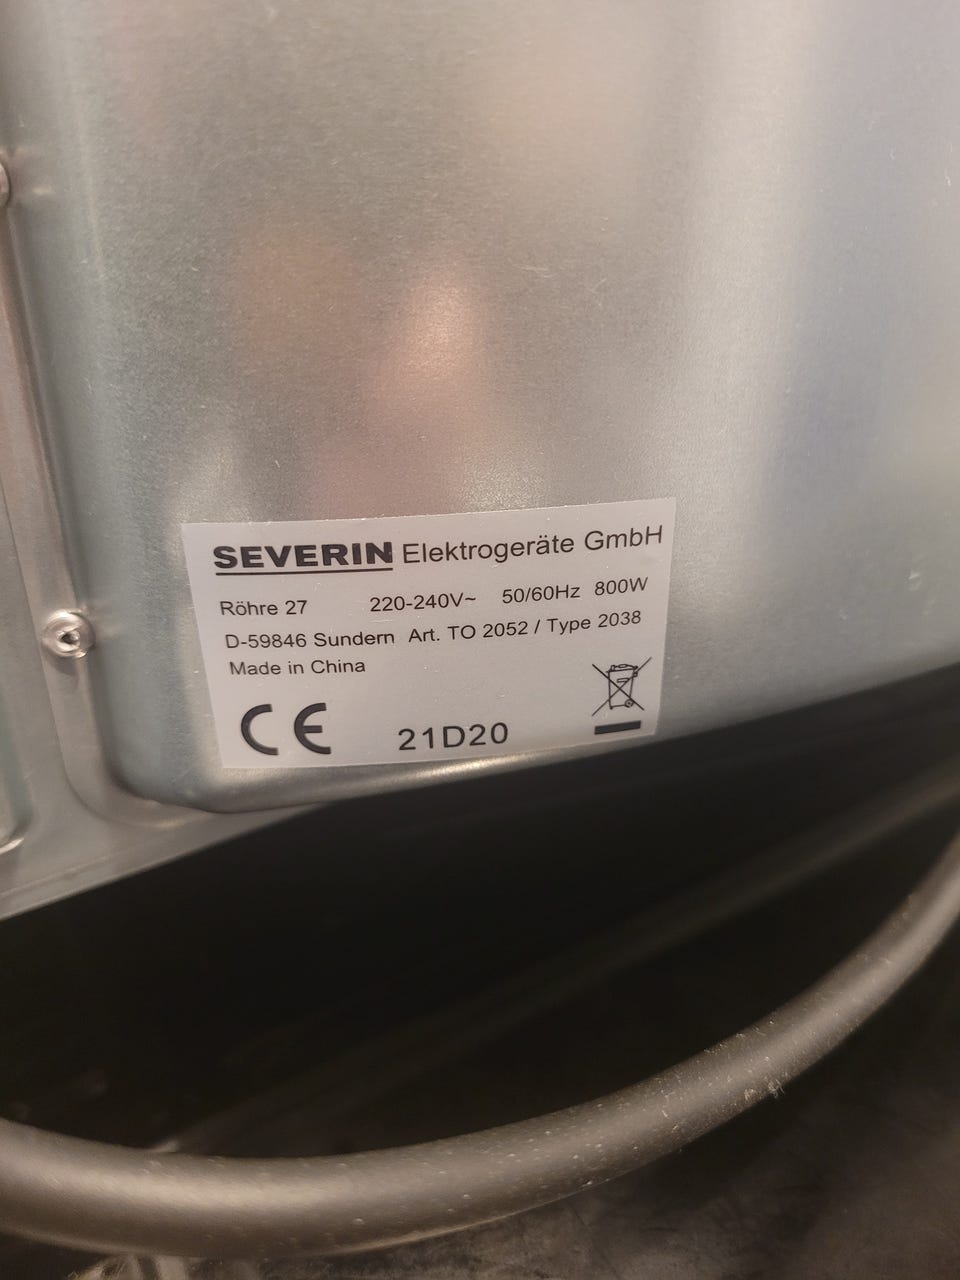 SEVERIN Elektrogeräte GmbH
Röhre 27 220-240V~ 50/60Hz 800W
D-59846 Sundern Art. TO 2052 / Type 2038
Made in China
CE 21D20